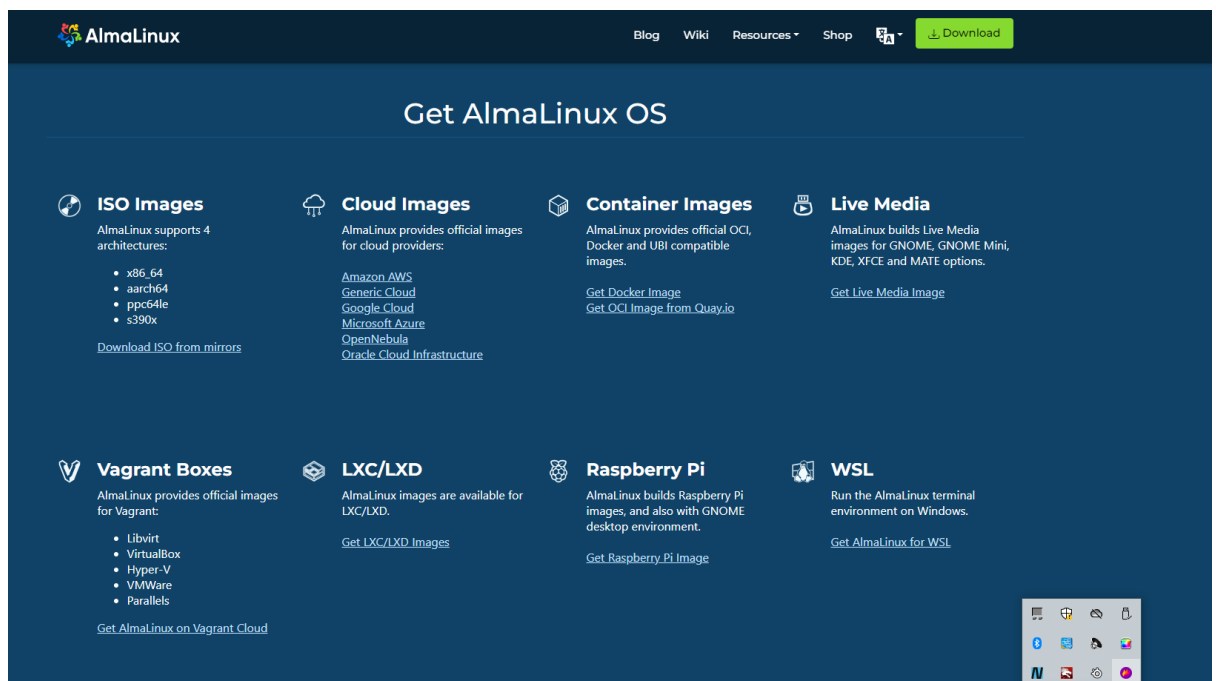 AlmaLinux
Blog Wiki Resources Shop Download
Get AlmaLinux OS
ISO Images
AlmaLinux supports 4
architectures:
x86_64
aarch64
ppc64le
s390x
Download ISO from mirrors
Cloud Images
AlmaLinux provides official images
for cloud providers:
Amazon AWS
Generic Cloud
Google Cloud
Microsoft Azure
OpenNebula
Oracle Cloud Infrastructure
Container Images
AlmaLinux provides official OCI,
Docker and UBI compatible
images.
Get Docker Image
Get OCI Image from Quay.io
Live Media
AlmaLinux builds Live Media
images for GNOME, GNOME Mini,
KDE, XFCE and MATE options.
Get Live Media Image
Vagrant Boxes
AlmaLinux provides official images
for Vagrant:
Libvirt
VirtualBox
Hyper-V
VMWare
Parallels
Get AlmaLinux on Vagrant Cloud
LXC/LXD
AlmaLinux images are available for
LXC/LXD.
Get LXC/LXD Images
Raspberry Pi
AlmaLinux builds Raspberry Pi
images, and also with GNOME
desktop environment.
Get Raspberry Pi Image
WSL
Run the AlmaLinux terminal
environment on Windows.
Get AlmaLinux for WSL